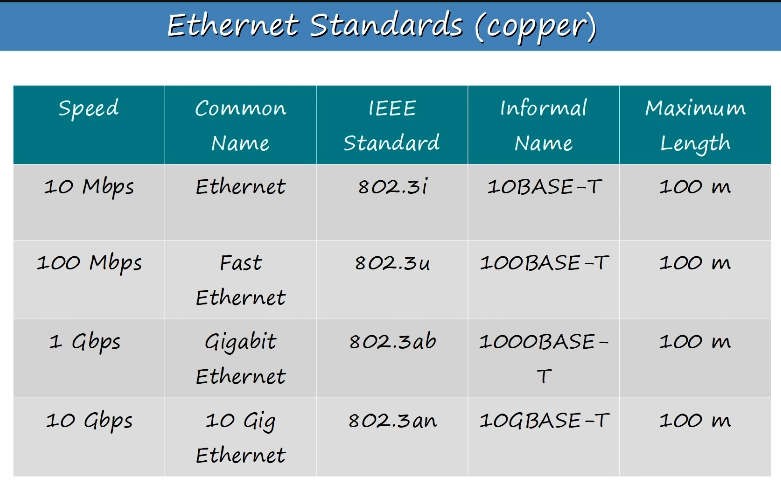 Ethernet Standards (copper)
Speed Common Name IEEE Standard Informal Name Maximum Length
10 Mbps Ethernet 802.3i 10BASE-T 100 m
100 Mbps Fast Ethernet 802.3u 100BASE-T 100 m
1 Gbps Gigabit Ethernet 802.3ab 1000BASE-T 100 m
10 Gbps 10 Gig Ethernet 802.3an 10GBASE-T 100 m